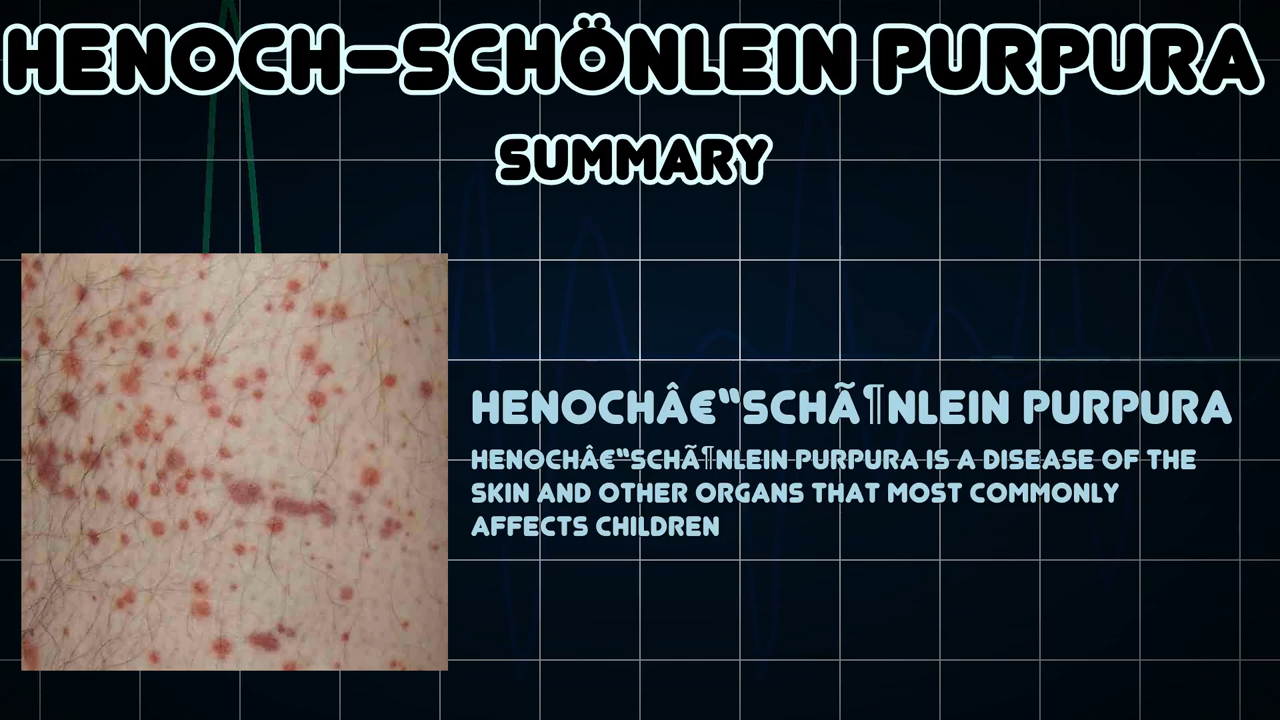 HENOCH–SCHÖNLEIN PURPURA
SUMMARY
HENOCHÂ€“SCHÃ¶NLEIN PURPURA
HENOCHÂ€“SCHÃ¶NLEIN PURPURA IS A DISEASE OF THE
SKIN AND OTHER ORGANS THAT MOST COMMONLY
AFFECTS CHILDREN